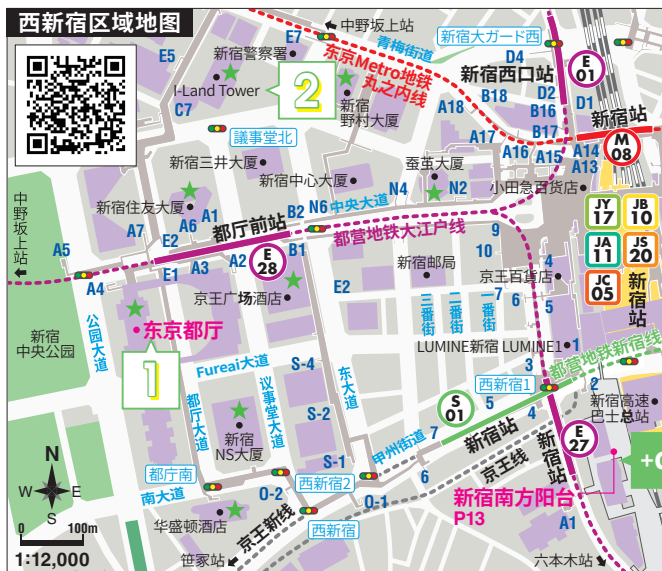 西新宿区域地图
中野坂上站
E7
青梅街道
新宿大ガード西
E5
新宿警察署
东京Metro地铁
丸之内线
新宿西口站
D4
E
01
I-Land Tower
2
新宿
野村大厦
C7
A18
B18
D2
B16
D1
新宿站
議事堂北
A17
B17
A16
A15
A14
M
08
A13
新宿三井大厦
新宿中心大厦
蚕茧大厦
N4
N2
小田急百货店
中野坂上站
新宿住友大厦
A1
A6
A7
E2
都厅前站
B2
N6
中央大道
JY
17
JB
10
A5
A4
E1
A3
A2
E
28
B1
都营地铁大江户线
9
10
JA
11
JS
20
JC
05
新宿站
京王广场酒店
E2
新宿邮局
京王百货店
4
5
7
6
三番街
二番街
一番街
新宿
中央公园
公园大道
东京都厅
1
LUMINE新宿 LUMINE1
1
都营地铁新宿线
Fureai大道
S-4
东大道
3
西新宿1
2
都厅大道
议事堂大道
S-2
S
01
5
4
新宿高速
巴士总站
新宿
NS大厦
甲州街道
7
新宿站
新宿站
E
27
N
W
E
S
都庁南
南大道
S-1
西新宿2
6
京王线
+C
O-2
O-1
新宿南方阳台
P13
0
100m
华盛顿酒店
京王新线
西新宿
A1
1:12,000
笹冢站
六本木站